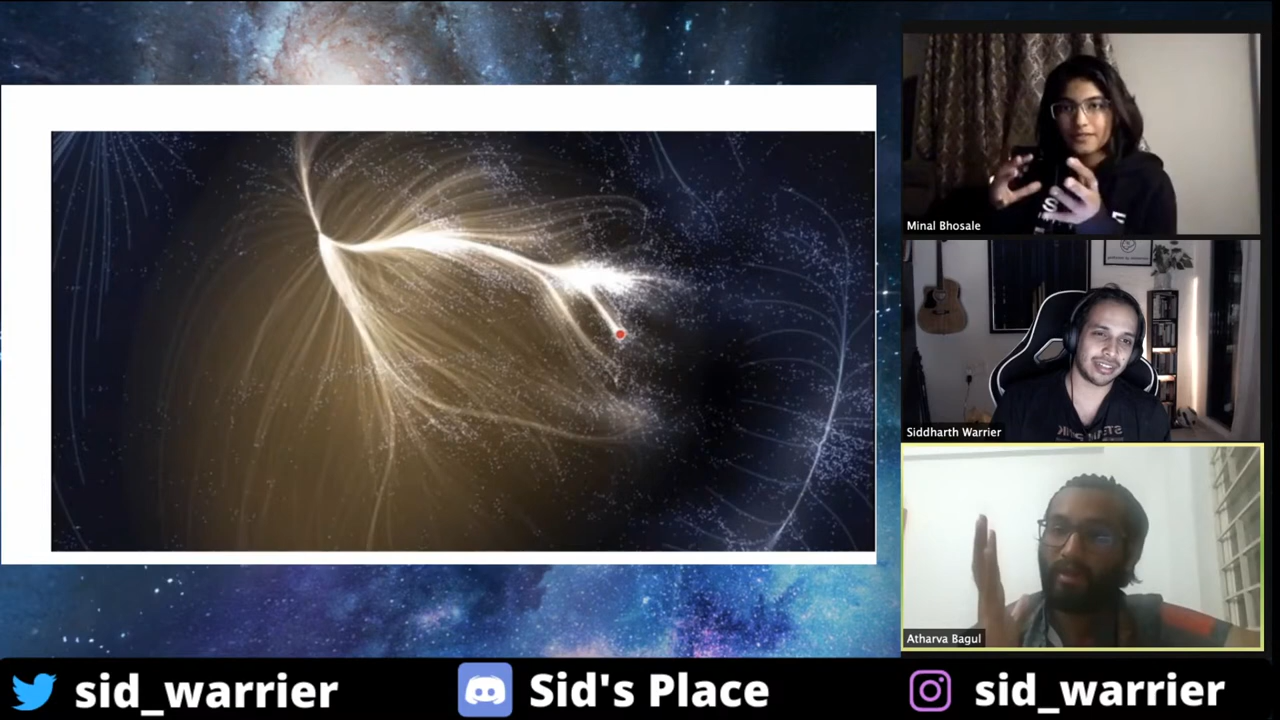 Minal Bhosale
Siddharth Warrier
Atharva Bagul
sid_warrier
Sid's Place
sid_warrier